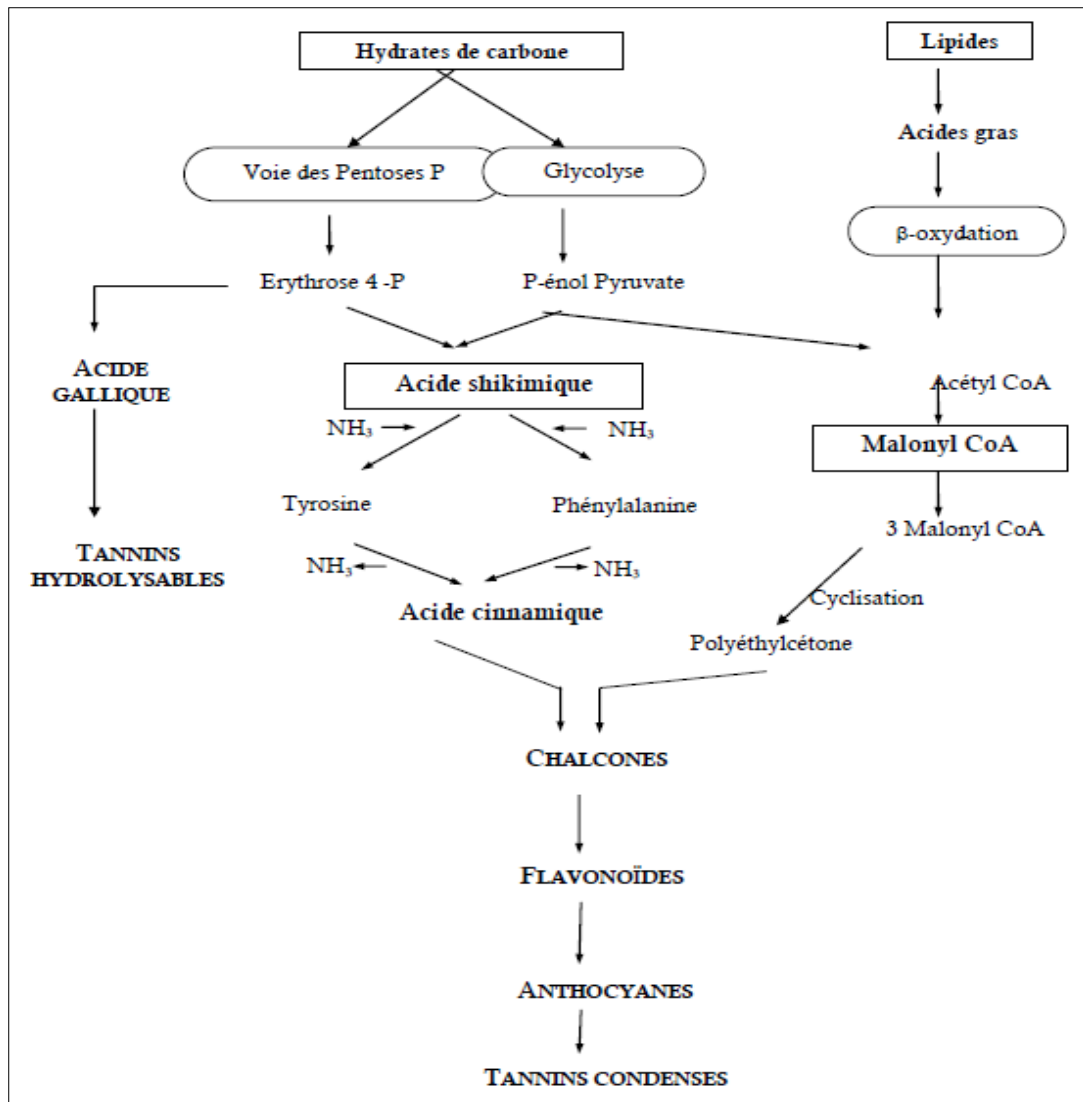 Hydrates de carbone
Lipides
Acides gras
Voie des Pentoses P
Glycolyse
β-oxydation
Erythrose 4 -P
P-énol Pyruvate
ACIDE
GALLIQUE
Acide shikimique
Acétyl CoA
NH₃
NH₃
Malonyl CoA
Tyrosine
Phénylalanine
3 Malonyl CoA
TANNINS
HYDROLYSABLES
NH₃
NH₃
Cyclisation
Acide cinnamique
Polyéthylcétone
CHALCONES
FLAVONOÏDES
ANTHOCYANES
TANNINS CONDENSES